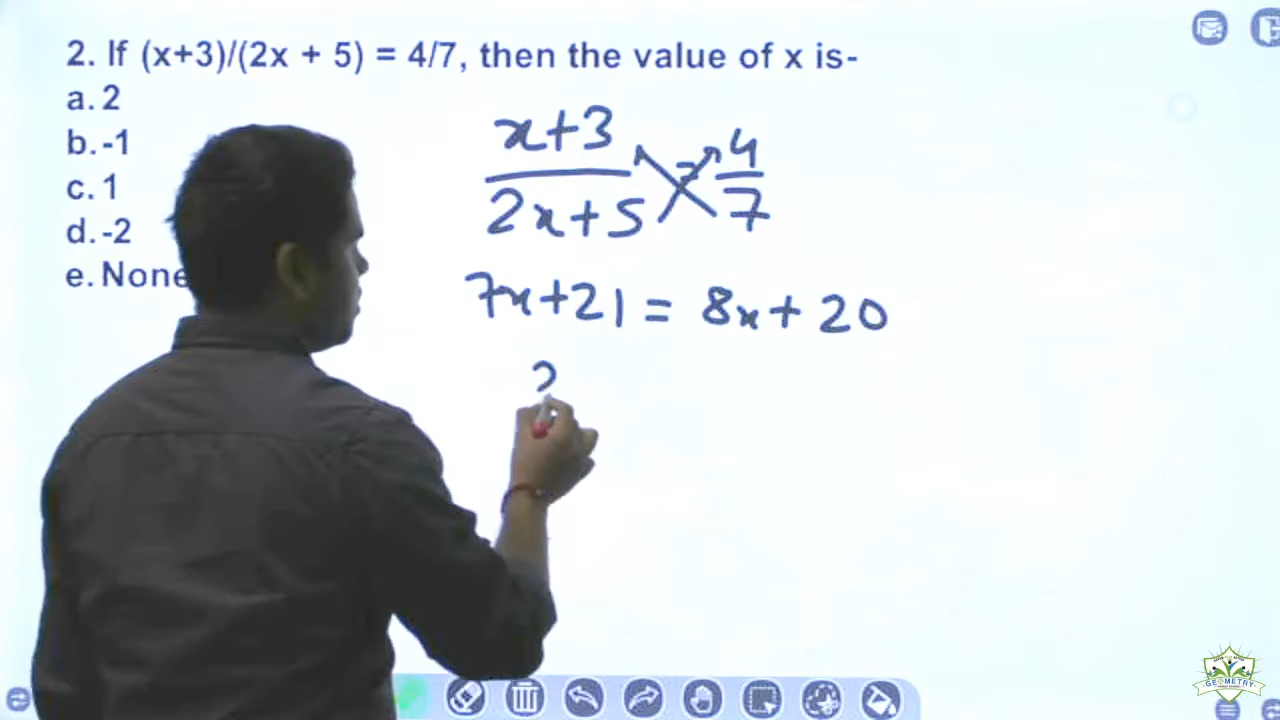 2. If (x+3)/(2x + 5) = 4/7, then the value of x is-
a. 2
b. -1
c. 1
d. -2
e. None
x+3 / 2x+5 = 4/7
7x+21 = 8x+20
GEOMETRY